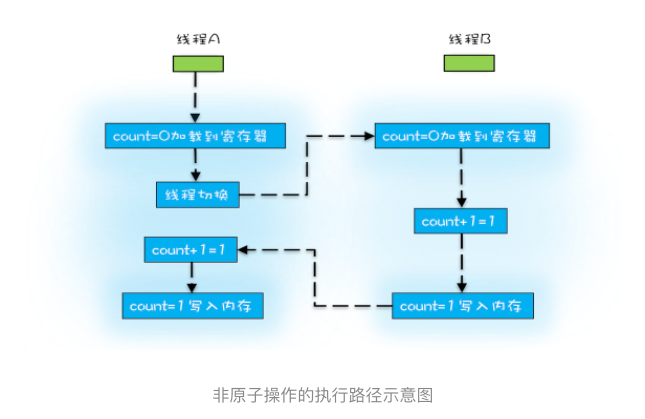 线程A
线程B
count=0加载到寄存器
count=0加载到寄存器
线程切换
count+1=1
count+1=1
count=1写入内存
count=1写入内存
非原子操作的执行路径示意图